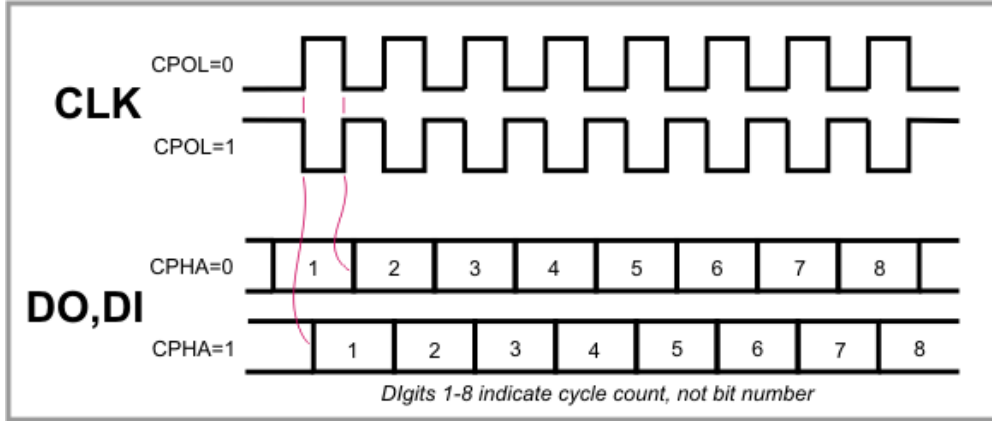 CPOL=0
CLK
CPOL=1
CPHA=0
1 2 3 4 5 6 7 8
DO,DI
CPHA=1
1 2 3 4 5 6 7 8
DIgits 1-8 indicate cycle count, not bit number